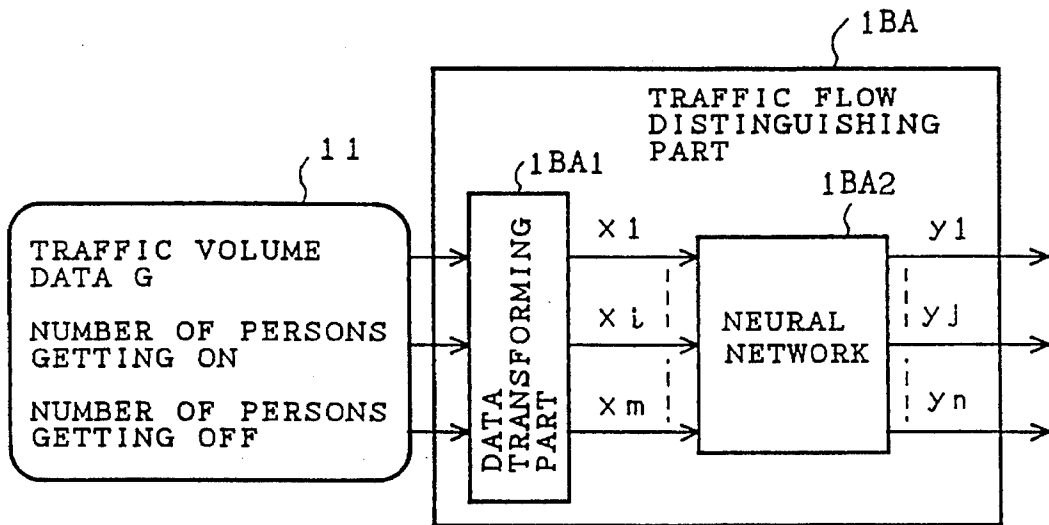 1BA
TRAFFIC FLOW
DISTINGUISHING
PART
11
1BA1
1BA2
TRAFFIC VOLUME
DATA G
NUMBER OF PERSONS
GETTING ON
NUMBER OF PERSONS
GETTING OFF
DATA
TRANSFORMING
PART
x1
xi
xm
NEURAL
NETWORK
y1
yj
yn